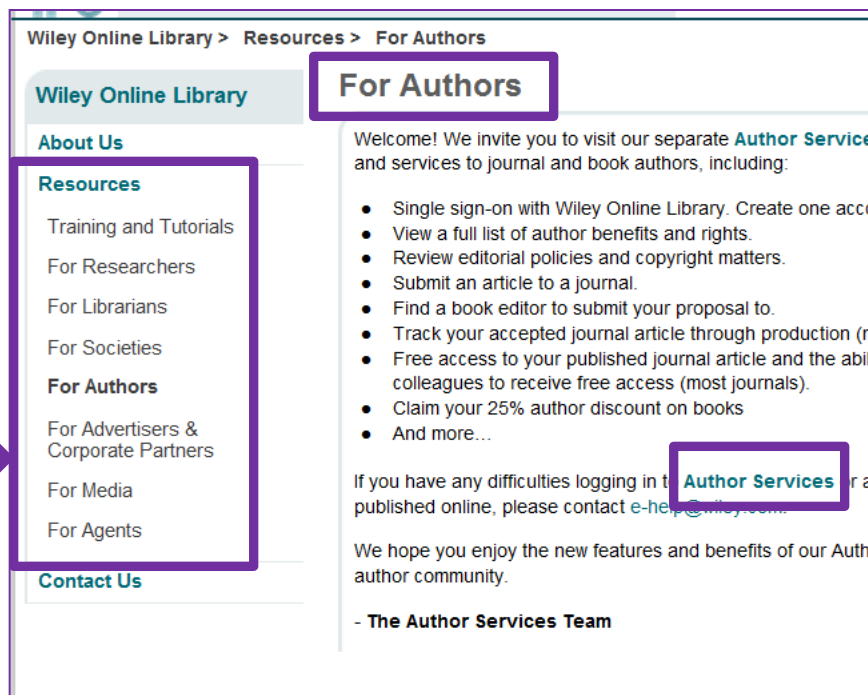 Wiley Online Library > Resources > For Authors
Wiley Online Library
About Us
Resources
Training and Tutorials
For Researchers
For Librarians
For Societies
For Authors
For Advertisers &
Corporate Partners
For Media
For Agents
Contact Us
For Authors
Welcome! We invite you to visit our separate Author Service
and services to journal and book authors, including:
● Single sign-on with Wiley Online Library. Create one acc
● View a full list of author benefits and rights.
● Review editorial policies and copyright matters.
● Submit an article to a journal.
● Find a book editor to submit your proposal to.
● Track your accepted journal article through production (
● Free access to your published journal article and the abi
colleagues to receive free access (most journals).
● Claim your 25% author discount on books
● And more...
If you have any difficulties logging in Author Services
published online, please contact e-help@wiley.com.
We hope you enjoy the new features and benefits of our Auth
author community.
- The Author Services Team